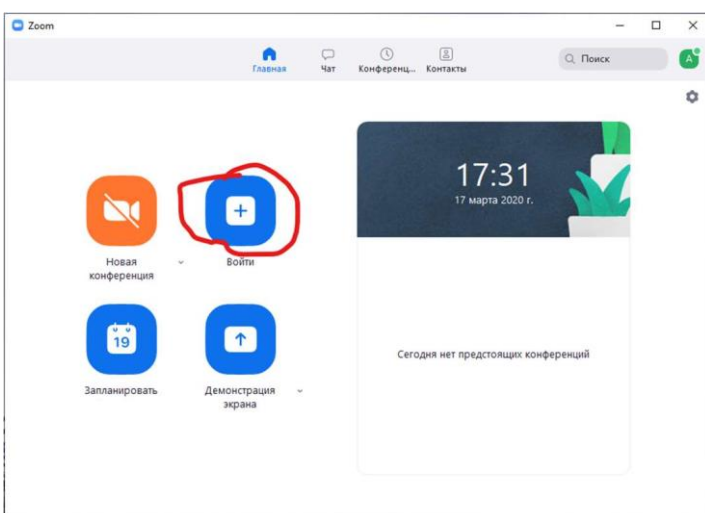 Zoom
Главная
Чат
Конференц...
Контакты
Поиск
A
17:31
17 марта 2020 г.
Новая
конференция
Войти
19
Запланировать
Демонстрация
экрана
Сегодня нет предстоящих конференций